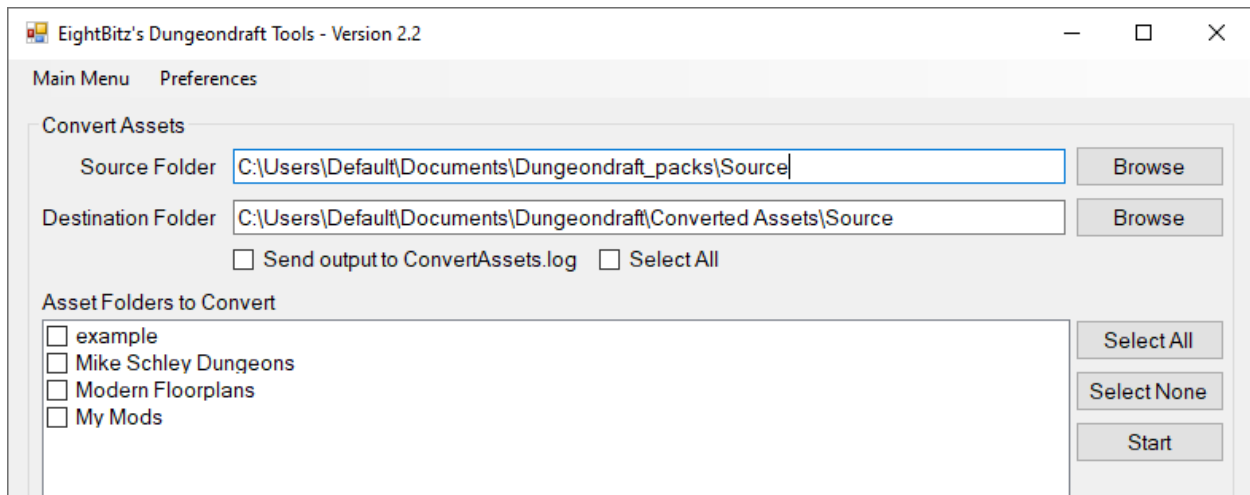 EightBitz's Dungeondraft Tools - Version 2.2
Main Menu Preferences
Convert Assets
Source Folder C:\Users\Default\Documents\Dungeondraft_packs\Source Browse
Destination Folder C:\Users\Default\Documents\Dungeondraft\Converted Assets\Source Browse
Send output to ConvertAssets.log Select All
Asset Folders to Convert
example
Select All
Mike Schley Dungeons
Modern Floorplans
Select None
My Mods
Start